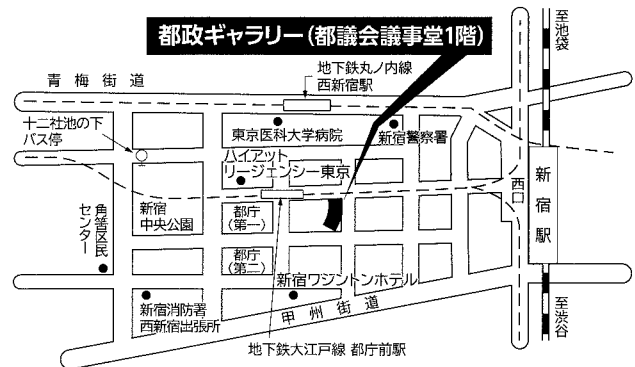 都政ギャラリー（都議会議事堂1階）
至池袋
青梅街道
地下鉄丸ノ内線
西新宿駅
十二社池の下
バス停
東京医科大学病院
新宿警察署
ハイアット
リージェンシー東京
新宿駅
西口
角筈区民
センター
新宿
中央公園
都庁
（第一）
都庁
（第二）
新宿ワシントンホテル
新宿消防署
西新宿出張所
甲州街道
至渋谷
地下鉄大江戸線 都庁前駅